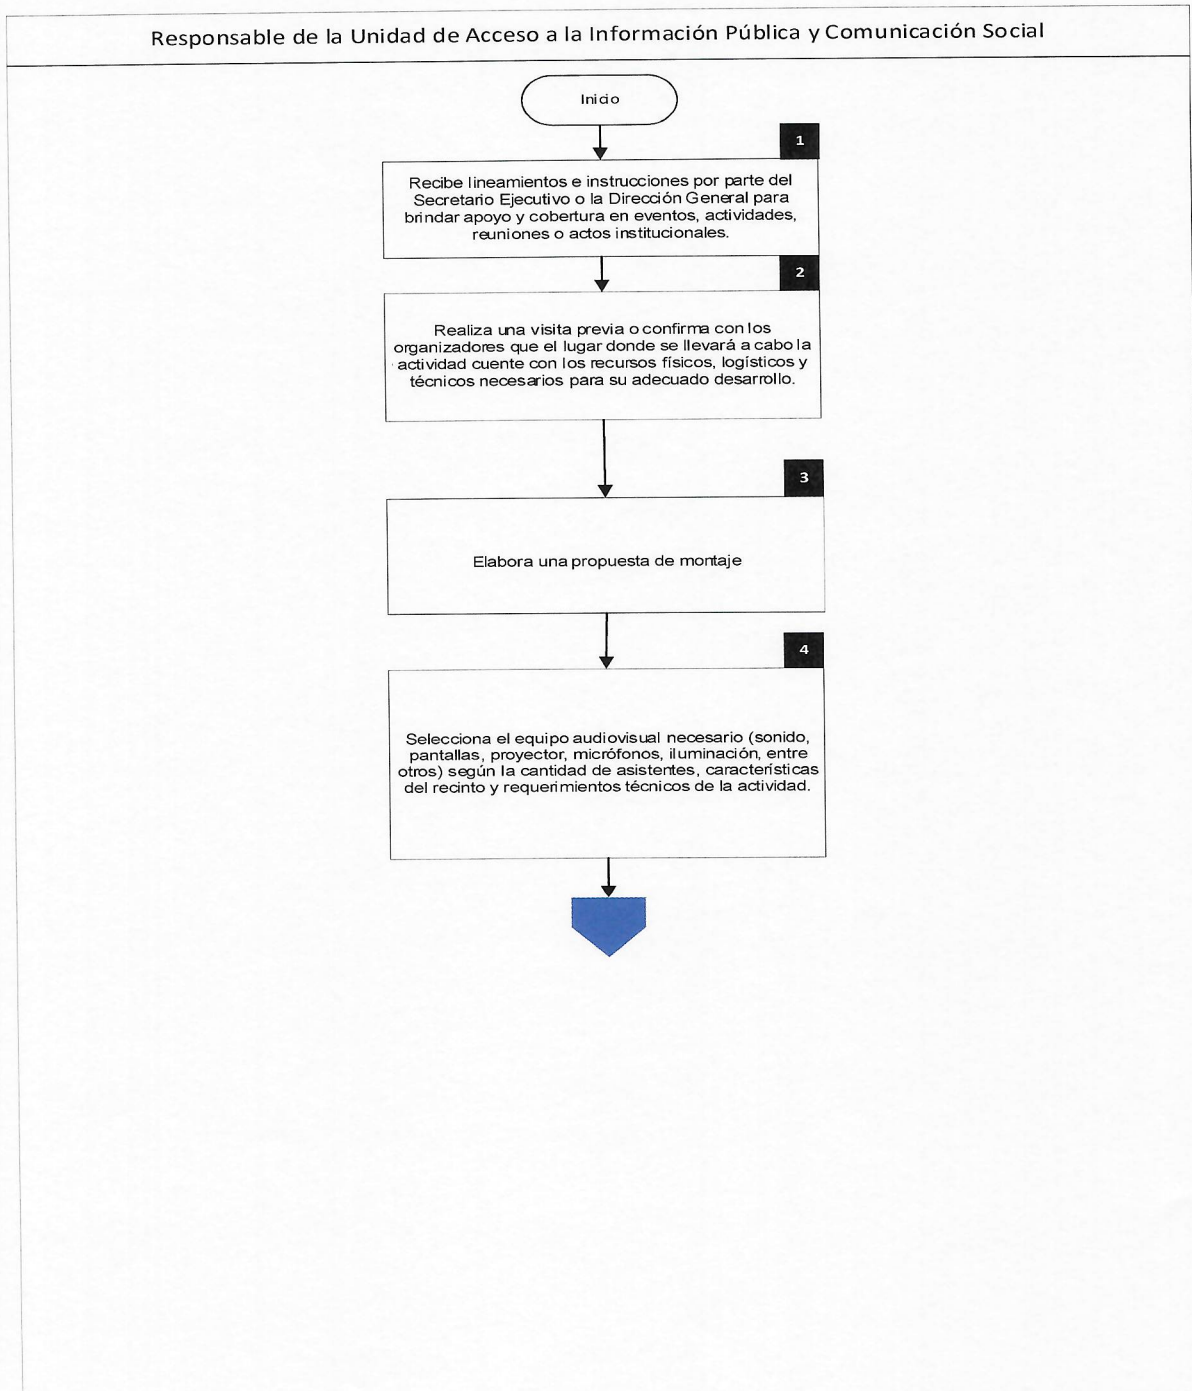 Responsable de la Unidad de Acceso a la Información Pública y Comunicación Social
Inicio
1
Recibe lineamientos e instrucciones por parte del
Secretario Ejecutivo o la Dirección General para
brindar apoyo y cobertura en eventos, actividades,
reuniones o actos institucionales.
2
Realiza una visita previa o confirma con los
organizadores que el lugar donde se llevará a cabo la
actividad cuente con los recursos físicos, logísticos y
técnicos necesarios para su adecuado desarrollo.
3
Elabora una propuesta de montaje
4
Selecciona el equipo audiovisual necesario (sonido,
pantallas, proyector, micrófonos, iluminación, entre
otros) según la cantidad de asistentes, características
del recinto y requerimientos técnicos de la actividad.